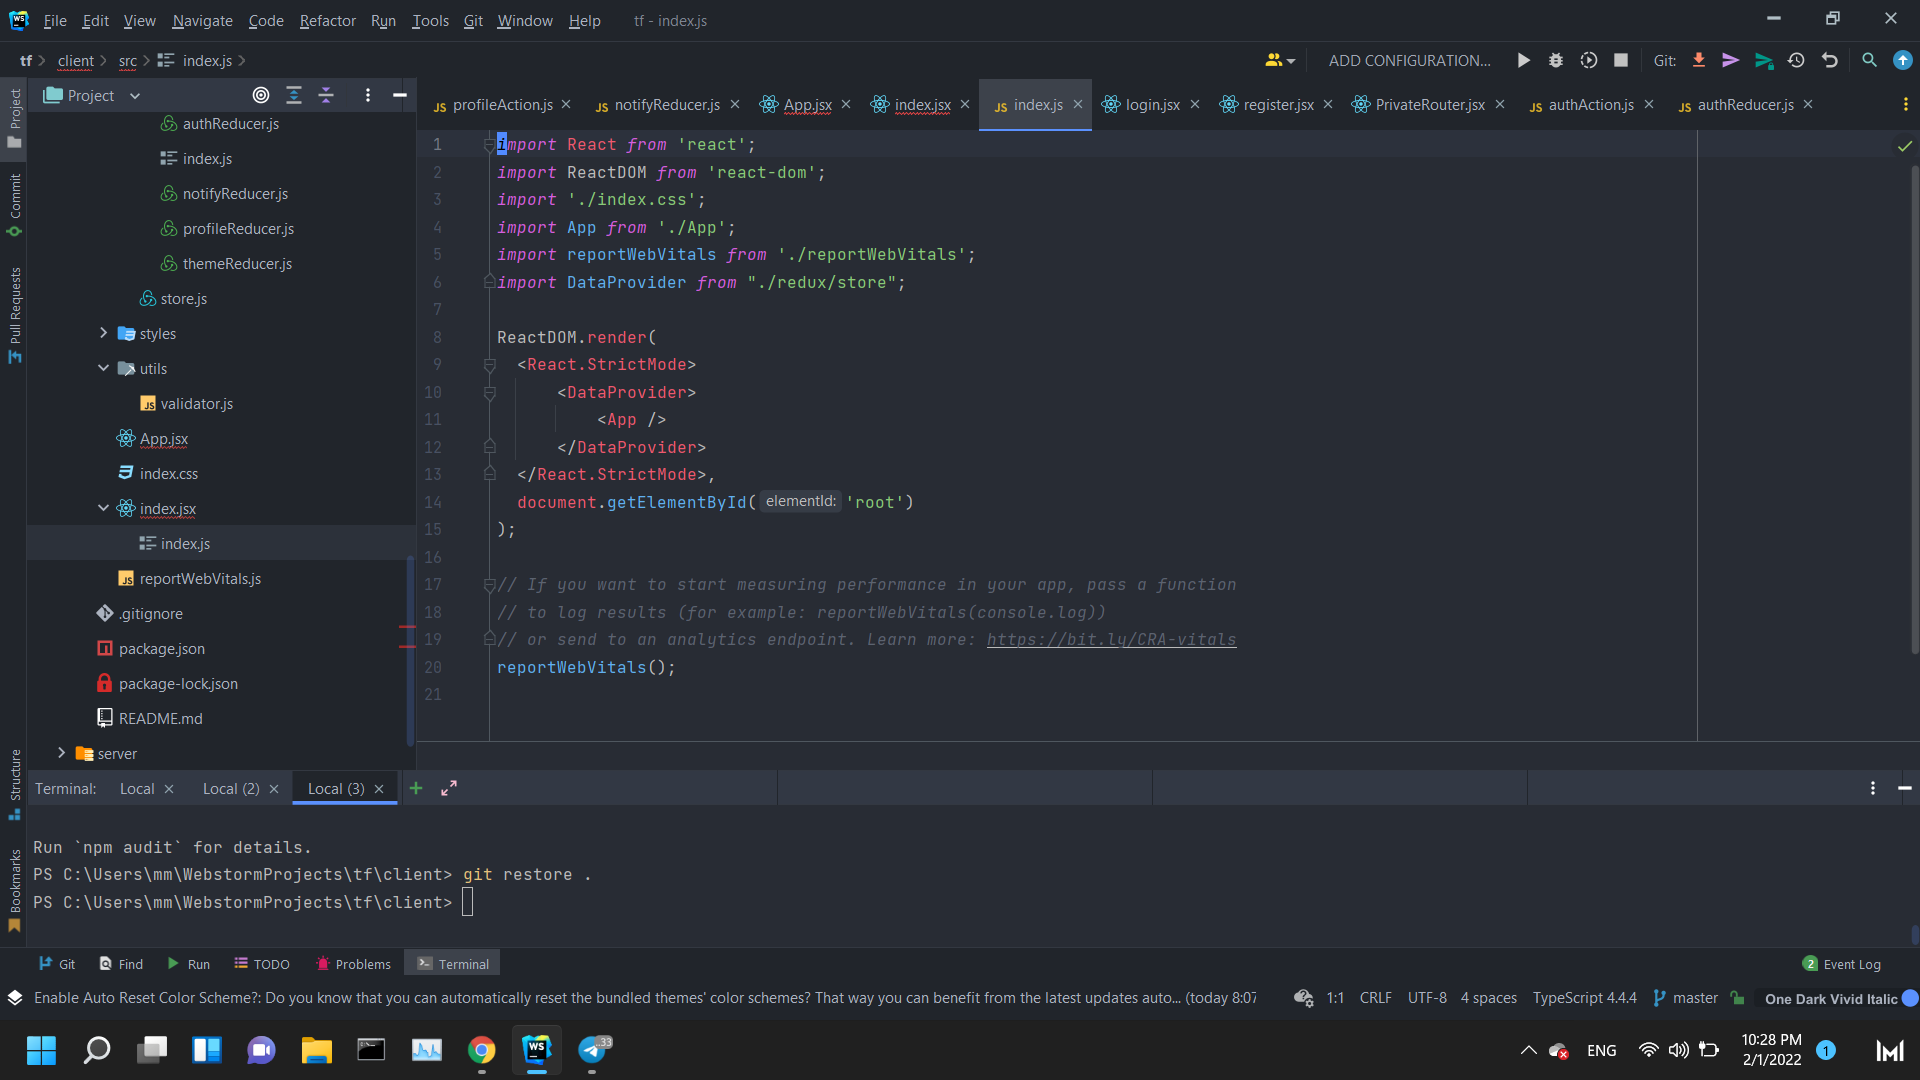 WS File Edit View Navigate Code Refactor Run Tools Git Window Help tf - index.js
tf client src index.js ADD CONFIGURATION... Git:
Project
profileAction.js notifyReducer.js App.jsx index.jsx index.js login.jsx register.jsx PrivateRouter.jsx authAction.js authReducer.js
Project
Commit
Pull Requests
Structure
Bookmarks
authReducer.js
index.js
notifyReducer.js
profileReducer.js
themeReducer.js
store.js
styles
utils
validator.js
App.jsx
index.css
index.jsx
index.js
reportWebVitals.js
.gitignore
package.json
package-lock.json
README.md
server
1 import React from 'react';
2 import ReactDOM from 'react-dom';
3 import './index.css';
4 import App from './App';
5 import reportWebVitals from './reportWebVitals';
6 import DataProvider from "./redux/store";
7
8 ReactDOM.render(
9 <React.StrictMode>
10 <DataProvider>
11 <App />
12 </DataProvider>
13 </React.StrictMode>,
14 document.getElementById( elementId: 'root')
15 );
16
17 // If you want to start measuring performance in your app, pass a function
18 // to log results (for example: reportWebVitals(console.log))
19 // or send to an analytics endpoint. Learn more: https://bit.ly/CRA-vitals
20 reportWebVitals();
21
Terminal: Local Local (2) Local (3)
Run `npm audit` for details.
PS C:\Users\mm\WebstormProjects\tf\client> git restore .
PS C:\Users\mm\WebstormProjects\tf\client>
Git Find Run TODO Problems Terminal 2 Event Log
Enable Auto Reset Color Scheme?: Do you know that you can automatically reset the bundled themes' color schemes? That way you can benefit from the latest updates auto... (today 8:07 1:1 CRLF UTF-8 4 spaces TypeScript 4.4.4 master One Dark Vivid Italic
WS ..33 ENG 10:28 PM
2/1/2022 1